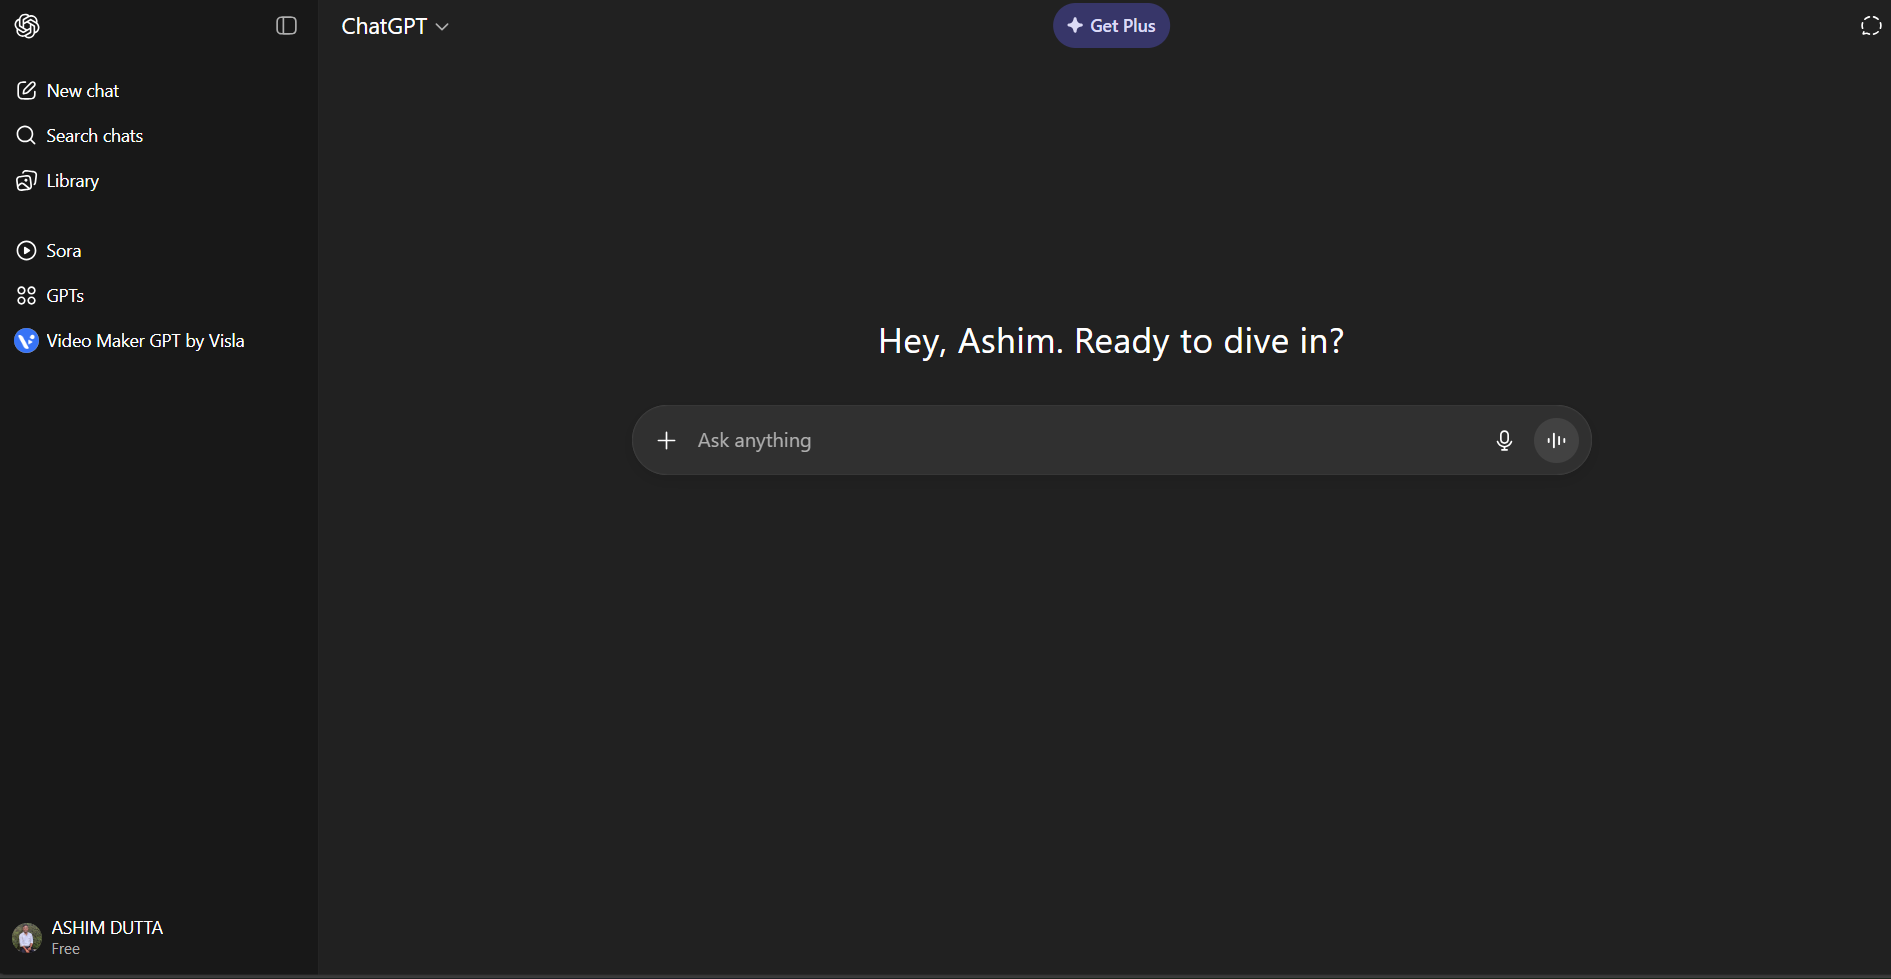 ChatGPT
Get Plus
New chat
Search chats
Library
Sora
GPTs
Video Maker GPT by Visla
Hey, Ashim. Ready to dive in?
Ask anything
ASHIM DUTTA
Free